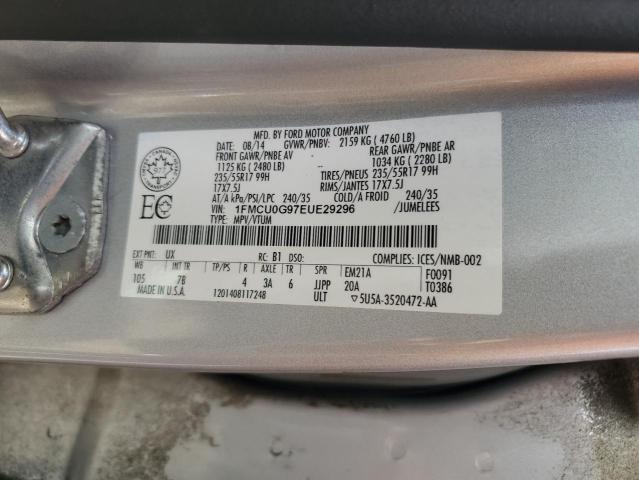 MFD. BY FORD MOTOR COMPANY
DATE: 08/14 GVWR/PNBV: 2159 KG ( 4760 LB)
FRONT GAWR/PNBE AV REAR GAWR/PNBE AR
1125 KG ( 2480 LB) 1034 KG ( 2280 LB)
235/55R17 99H TIRES/PNEUS 235/55R17 99H
17X7.5J RIMS/JANTES 17X7.5J
AT/A kPa/PSI/LPC 240/35 COLD/A FROID 240/35
VIN: 1FMCU0G97EUE29296 /JUMELEES
TYPE: MPV/VTUM
CANADA
977
TRANSPORT
EC
EXT PNT: UX RC: B1 DSO: COMPLIES: ICES/NMB-002
WB INT TR TP/PS R AXLE TR SPR EM21A F0091
105 7B 4 3A 6 JJPP 20A T0386
MADE IN U.S.A. 1201408117248 ULT ▽5U5A-3520472-AA